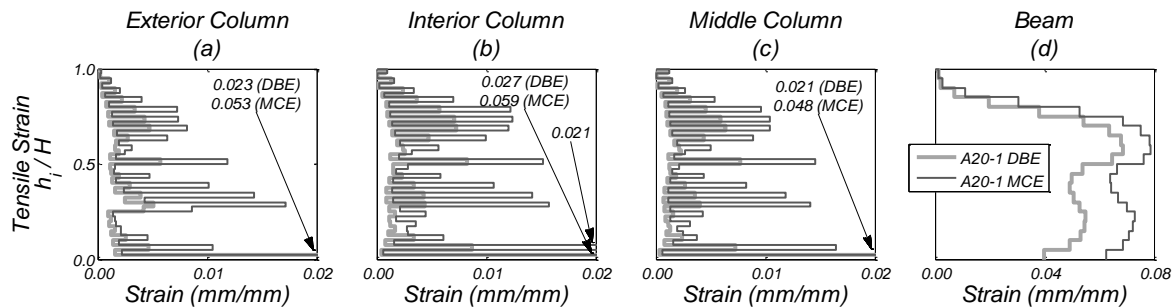 Exterior Column
(a)
Interior Column
(b)
Middle Column
(c)
Beam
(d)
Tensile Strain
h_i / H
1.0
0.5
0.0
0.023 (DBE)
0.053 (MCE)
0.027 (DBE)
0.059 (MCE)
0.021
0.021 (DBE)
0.048 (MCE)
A20-1 DBE
A20-1 MCE
0.00 0.01 0.02
0.00 0.01 0.02
0.00 0.01 0.02
0.00 0.04 0.08
Strain (mm/mm)
Strain (mm/mm)
Strain (mm/mm)
Strain (mm/mm)